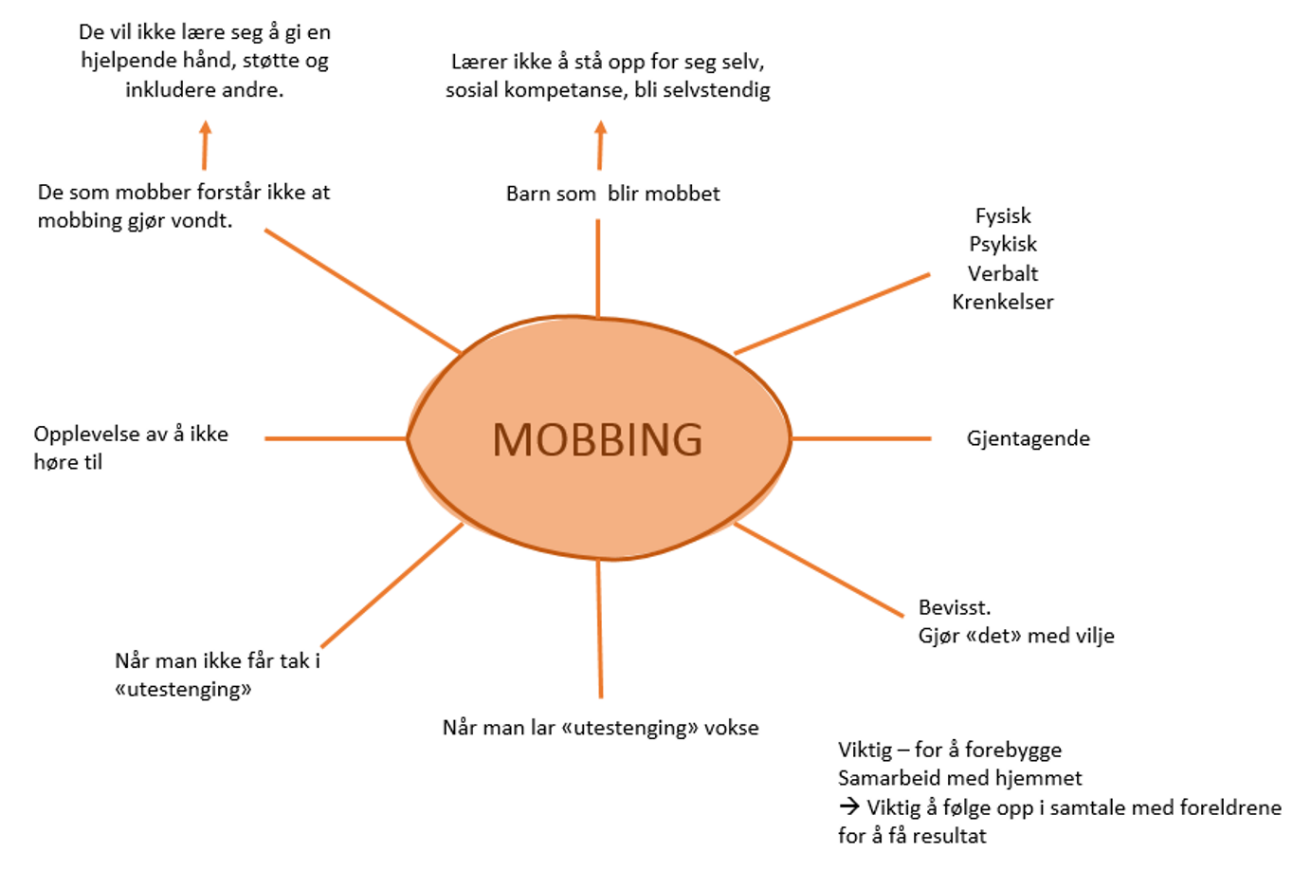 De vil ikke lære seg å gi en
hjelpende hånd, støtte og
inkludere andre.
Lærer ikke å stå opp for seg selv,
sosial kompetanse, bli selvstendig
De som mobber forstår ikke at
mobbing gjør vondt.
Barn som  blir mobbet
Fysisk
Psykisk
Verbalt
Krenkelser
Opplevelse av å ikke
høre til
MOBBING
Gjentagende
Bevisst.
Gjør «det» med vilje
Når man ikke får tak i
«utestenging»
Når man lar «utestenging» vokse
Viktig – for å forebygge
Samarbeid med hjemmet
→ Viktig å følge opp i samtale med foreldrene
for å få resultat